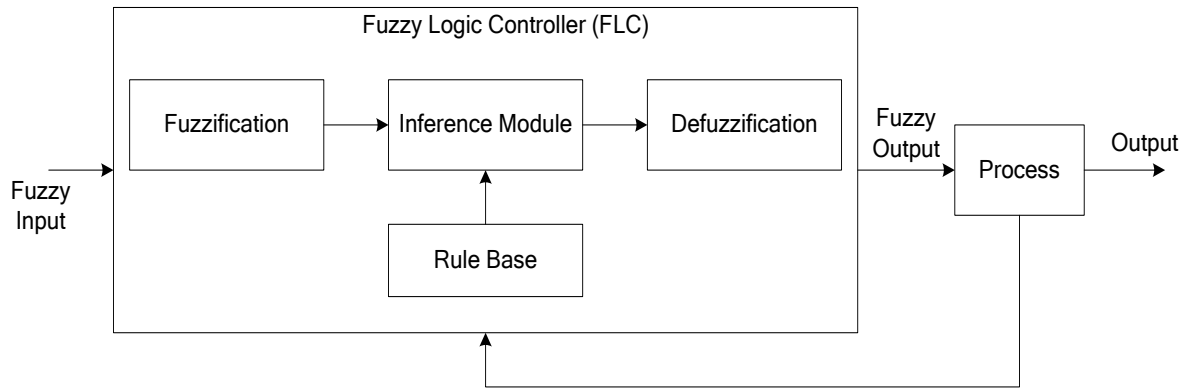 Fuzzy Logic Controller (FLC)
Fuzzification
Inference Module
Defuzzification
Rule Base
Fuzzy
Input
Fuzzy
Output
Process
Output